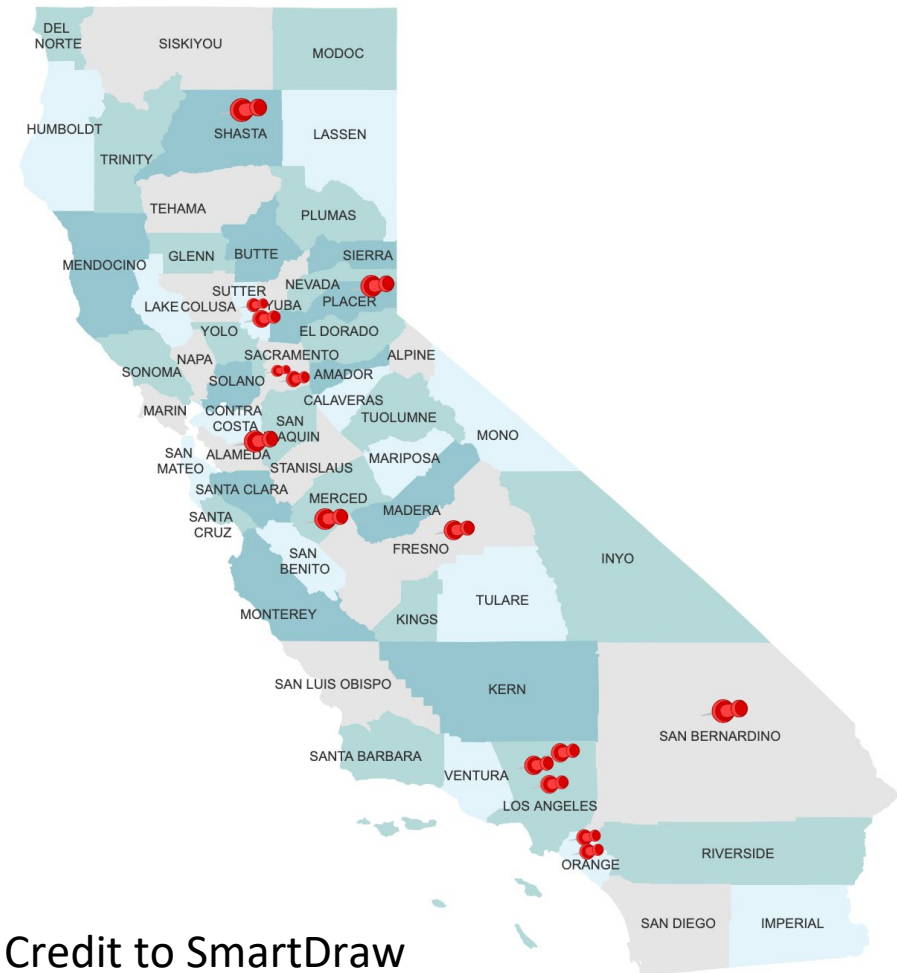 DEL
NORTE
SISKIYOU
MODOC
HUMBOLDT
SHASTA
LASSEN
TRINITY
TEHAMA
PLUMAS
MENDOCINO
GLENN
BUTTE
SIERRA
NEVADA
SUTTER
LAKE
COLUSA
YUBA
PLACER
YOLO
EL DORADO
NAPA
SACRAMENTO
ALPINE
SONOMA
SOLANO
AMADOR
MARIN
CONTRA
COSTA
CALAVERAS
SAN
AQUIN
TUOLUMNE
MONO
SAN
MATEO
ALAMEDA
STANISLAUS
MARIPOSA
SANTA CLARA
MERCED
MADERA
SANTA
CRUZ
SAN
BENITO
FRESNO
INYO
MONTEREY
KINGS
TULARE
SAN LUIS OBISPO
KERN
SAN BERNARDINO
SANTA BARBARA
VENTURA
LOS ANGELES
ORANGE
RIVERSIDE
SAN DIEGO
IMPERIAL
Credit to SmartDraw